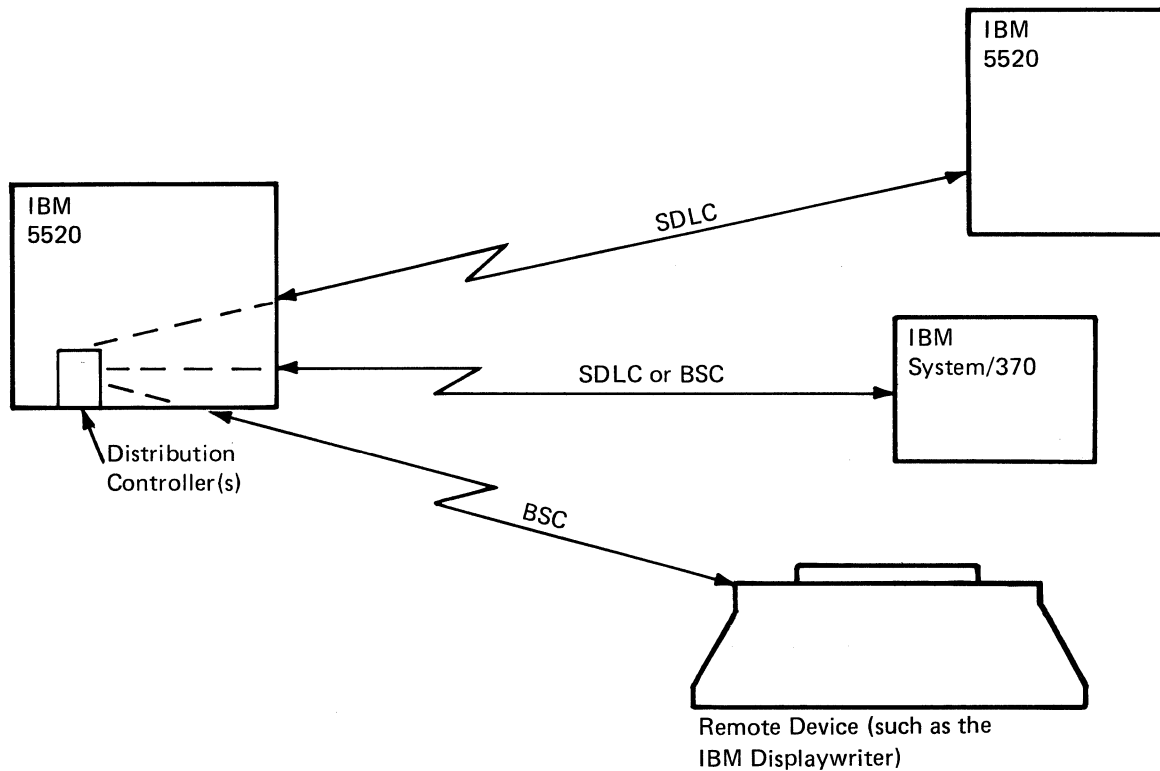 IBM
5520
IBM
5520
SDLC
IBM
System/370
SDLC or BSC
Distribution
Controller(s)
BSC
Remote Device (such as the
IBM Displaywriter)